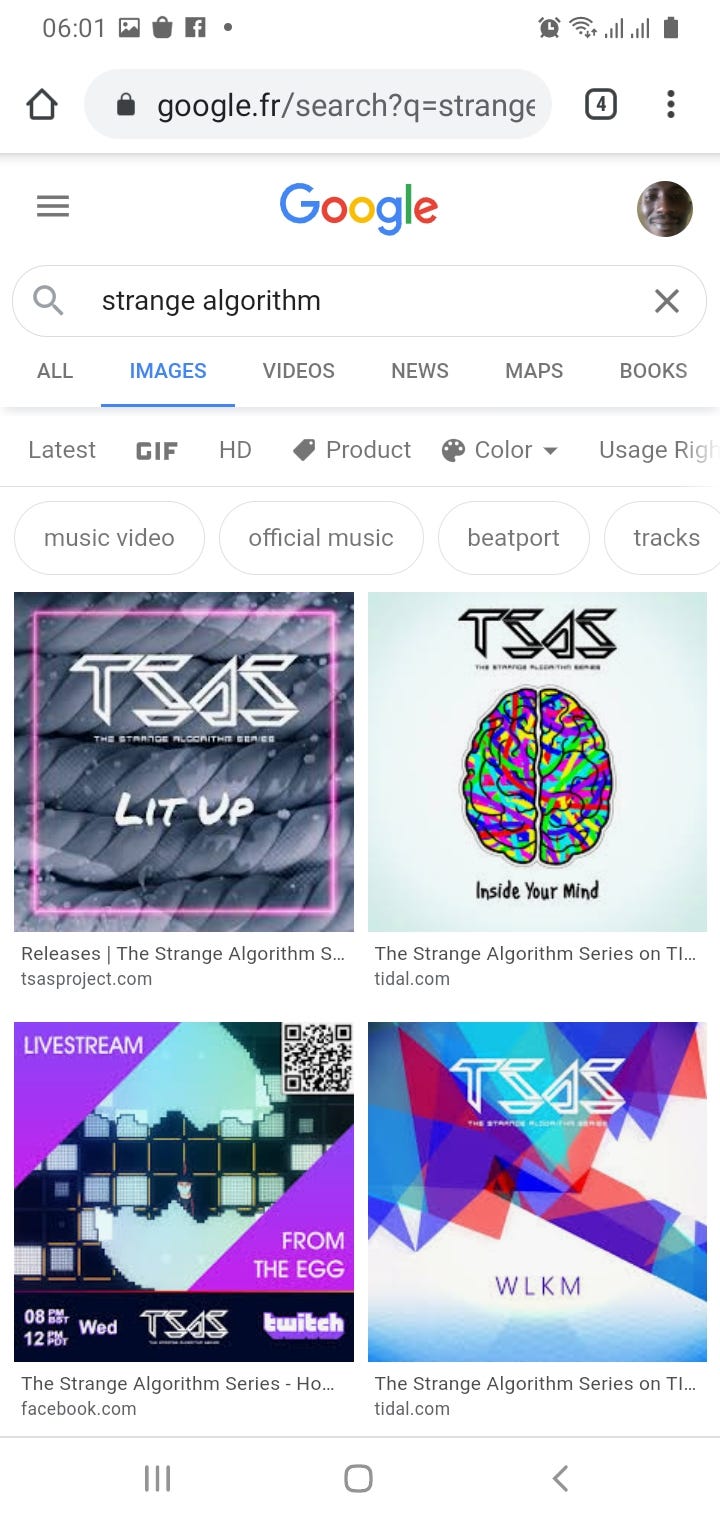 06:01
google.fr/search?q=strange
4
Google
strange algorithm
ALL IMAGES VIDEOS NEWS MAPS BOOKS
Latest GIF HD Product Color Usage Righ
music video official music beatport tracks
TSAS
THE STRANGE ALGORITHM SERIES
LIT UP
Releases | The Strange Algorithm S...
tsasproject.com
TSAS
THE STRANGE ALGORITHM SERIES
Inside Your Mind
The Strange Algorithm Series on TI...
tidal.com
LIVESTREAM
FROM
THE EGG
08 PM BST
12 PM PDT
Wed
TSAS
twitch
The Strange Algorithm Series - Ho...
facebook.com
TSAS
THE STRANGE ALGORITHM SERIES
WLKM
The Strange Algorithm Series on TI...
tidal.com